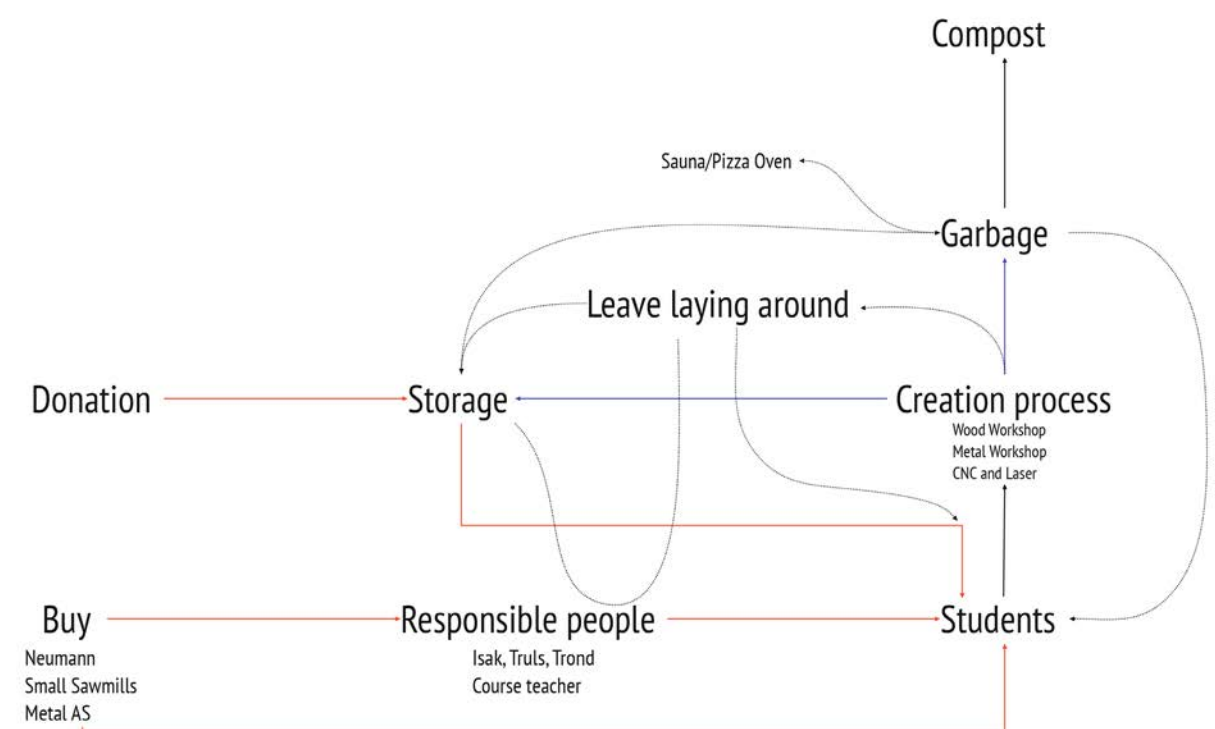 Compost
Sauna/Pizza Oven
Garbage
Leave laying around
Donation
Storage
Creation process
Wood Workshop
Metal Workshop
CNC and Laser
Buy
Responsible people
Students
Neumann
Isak, Truls, Trond
Small Sawmills
Course teacher
Metal AS